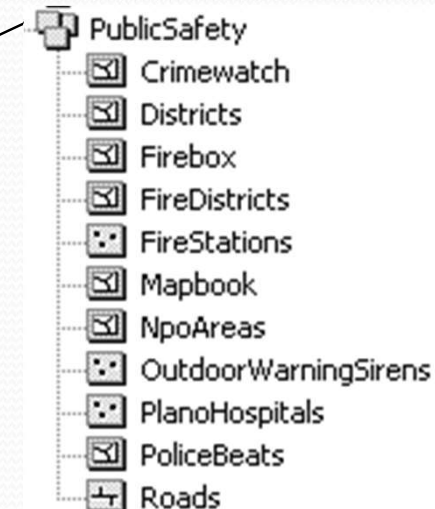 PublicSafety
Crimewatch
Districts
Firebox
FireDistricts
FireStations
Mapbook
NpoAreas
OutdoorWarningSirens
PlanoHospitals
PoliceBeats
Roads